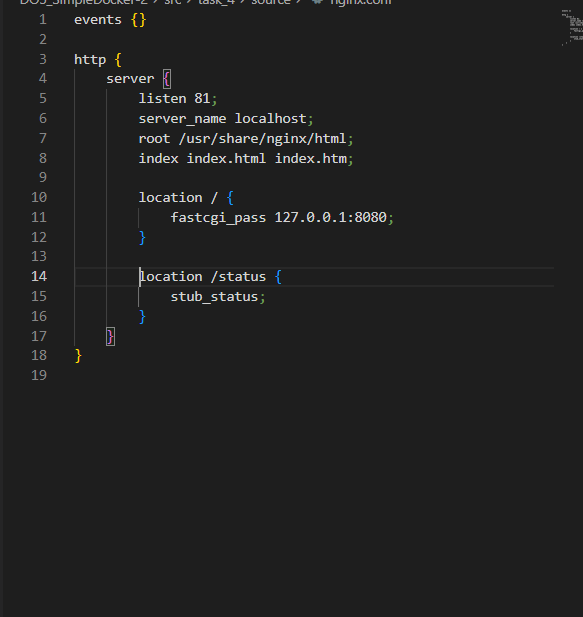 DO5_SimpleDocker-2 > src > task_4 > source > nginx.conf
1 events {}
2
3 http {
4 server {
5 listen 81;
6 server_name localhost;
7 root /usr/share/nginx/html;
8 index index.html index.htm;
9
10 location / {
11 fastcgi_pass 127.0.0.1:8080;
12 }
13
14 location /status {
15 stub_status;
16 }
17 }
18 }
19